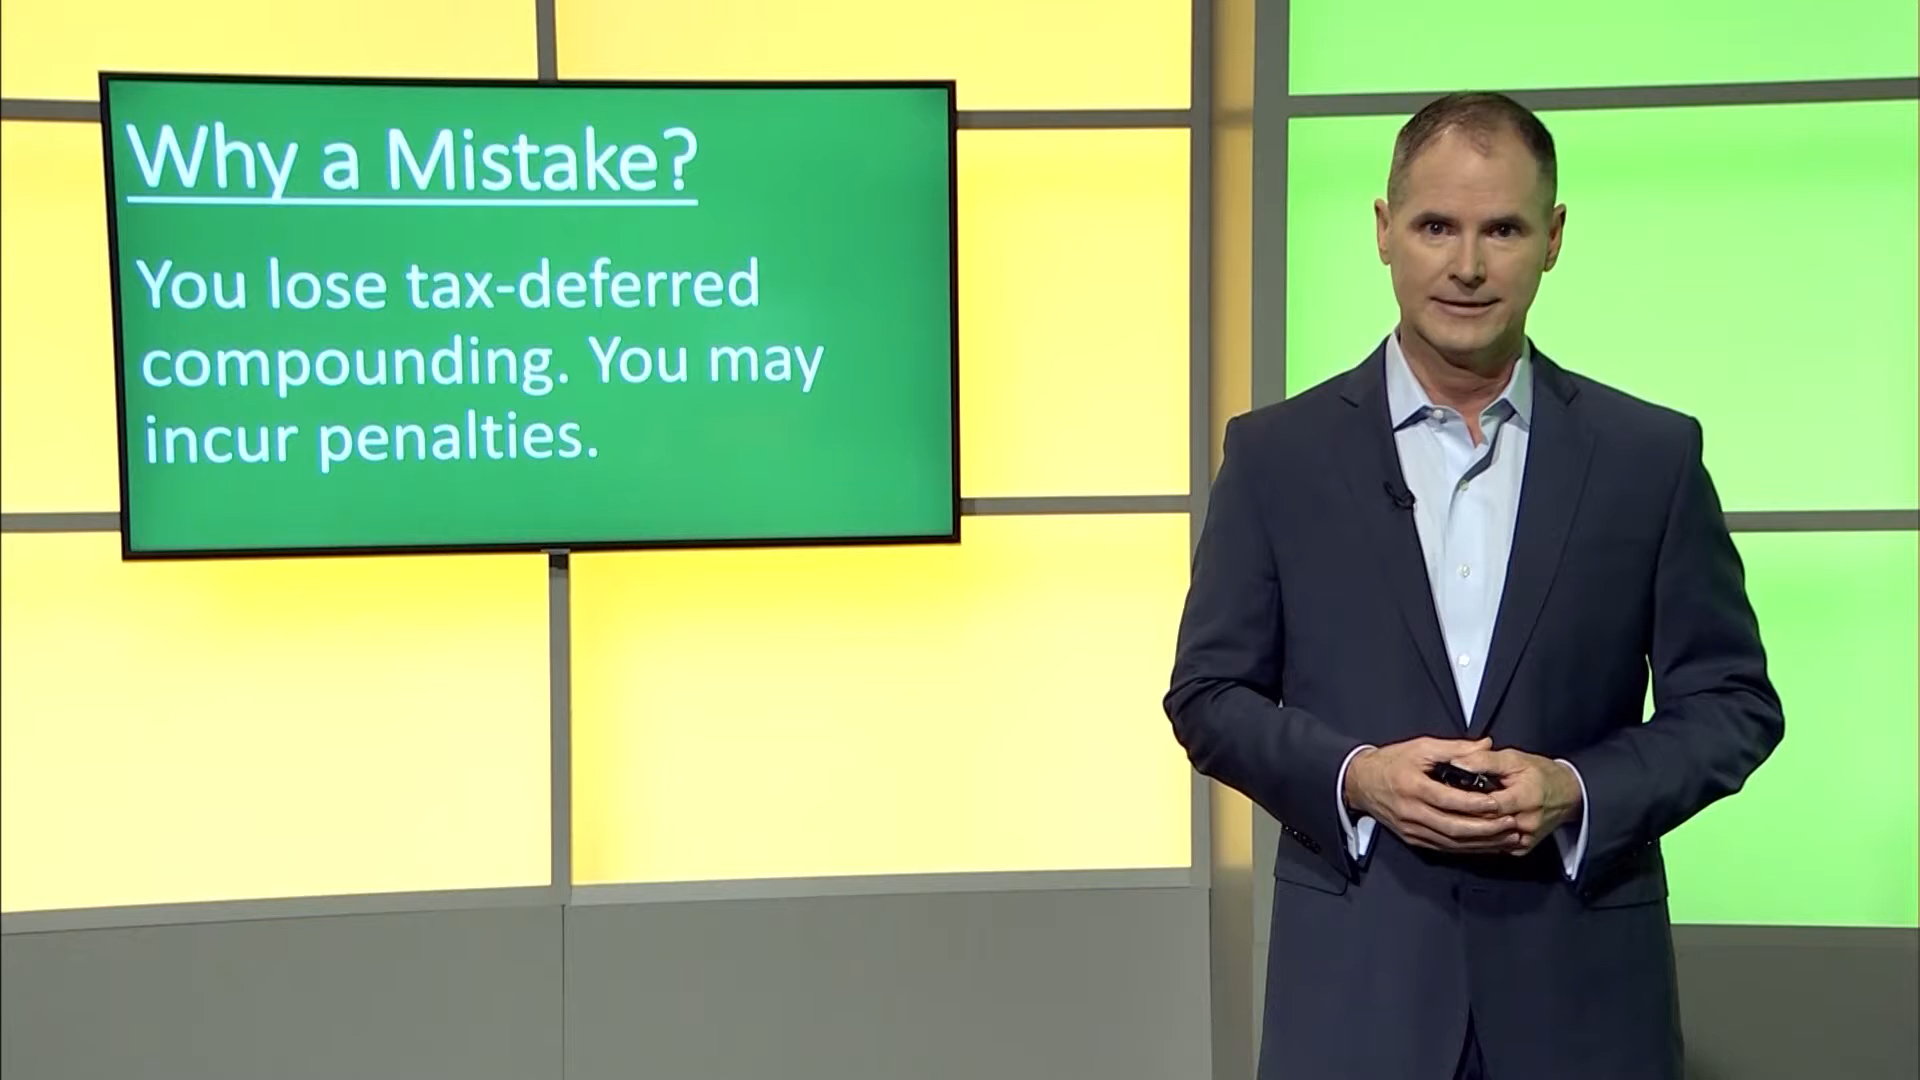 Why a Mistake?
You lose tax-deferred
compounding. You may
incur penalties.